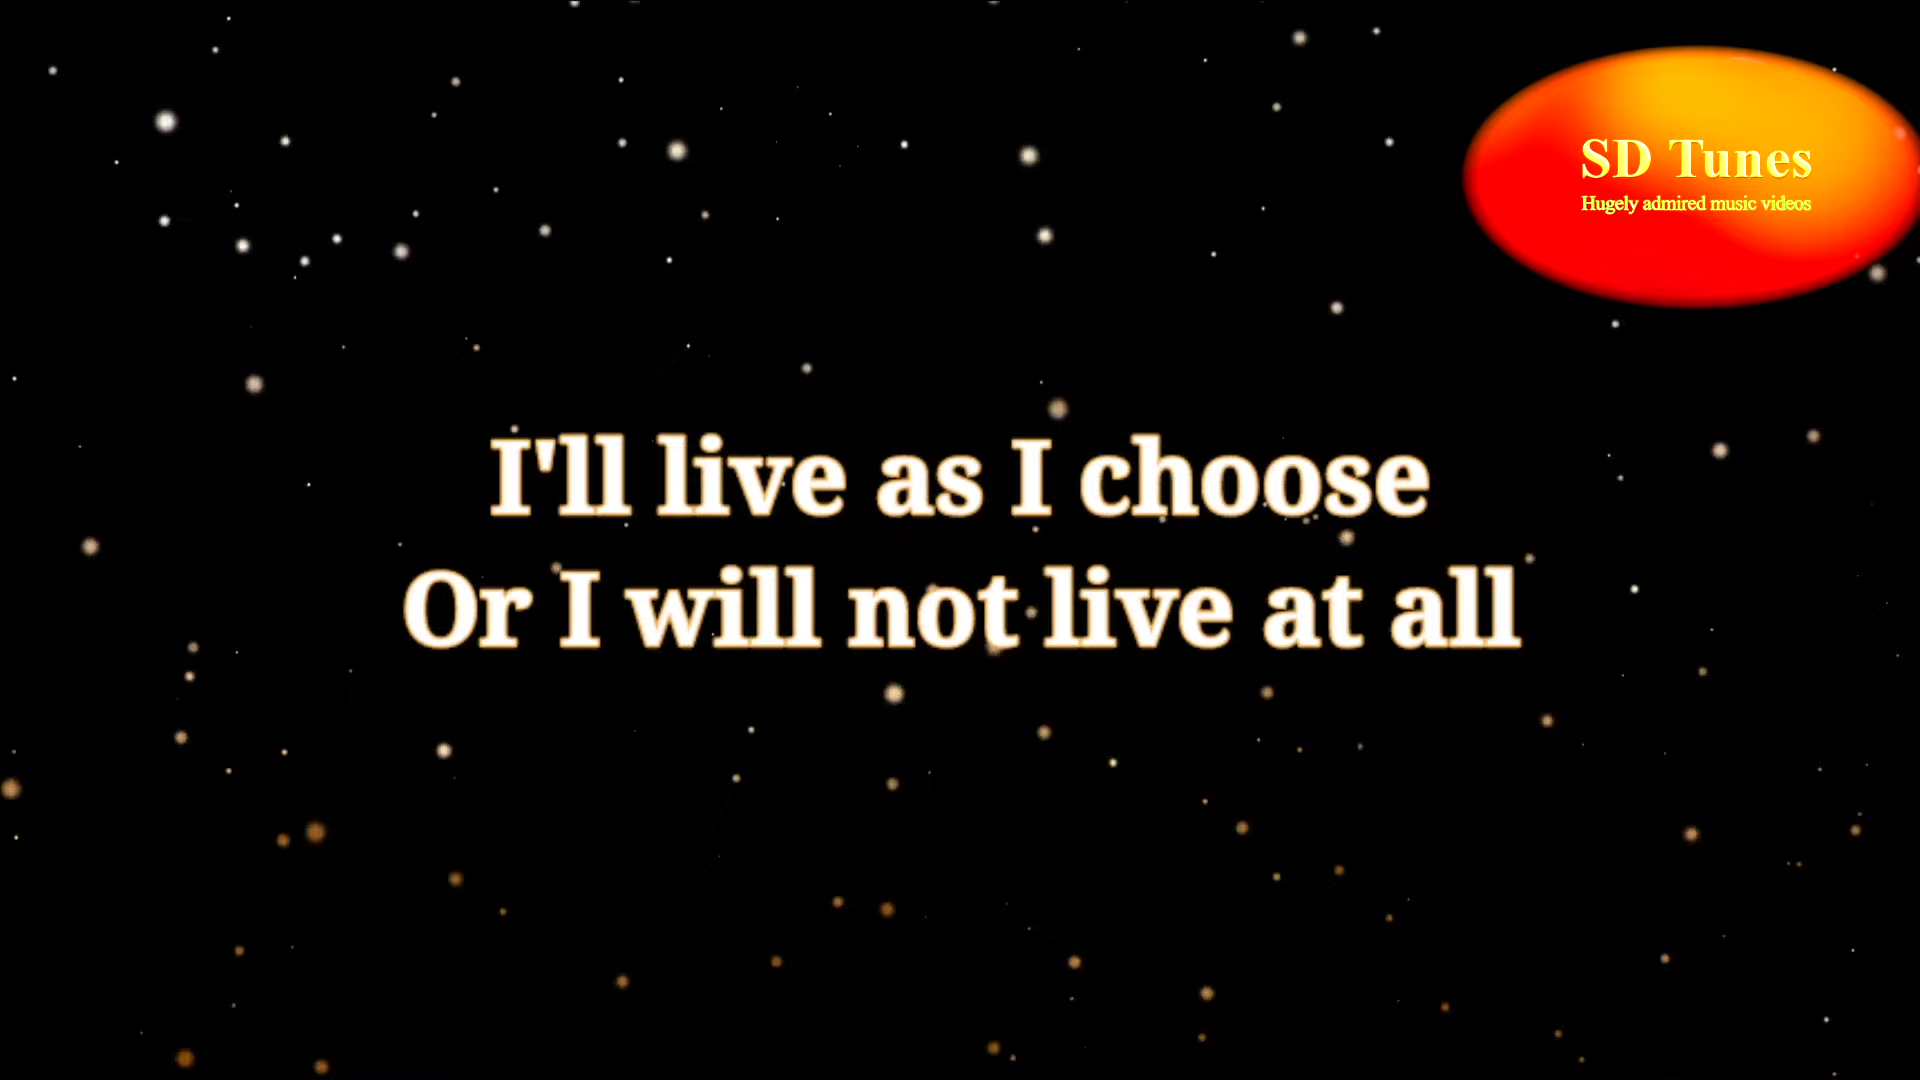 SD Tunes
Hugely admired music videos
I'll live as I choose
Or I will not live at all